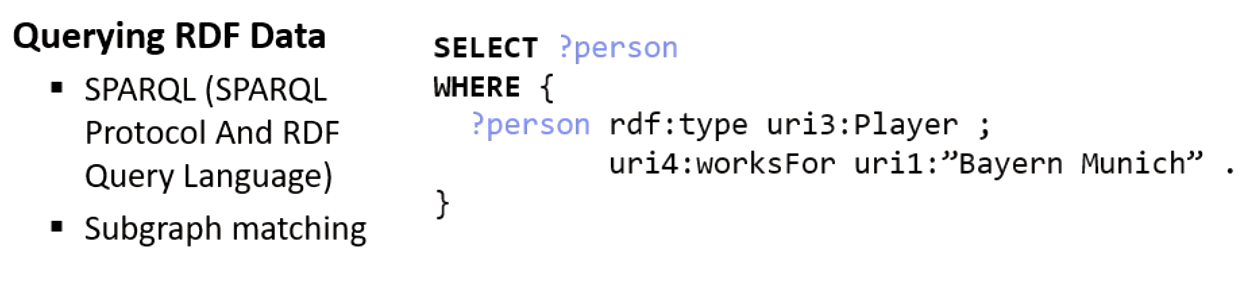 Querying RDF Data
▪ SPARQL (SPARQL
Protocol And RDF
Query Language)
▪ Subgraph matching
SELECT ?person
WHERE {
?person rdf:type uri3:Player ;
uri4:worksFor uri1:”Bayern Munich” .
}